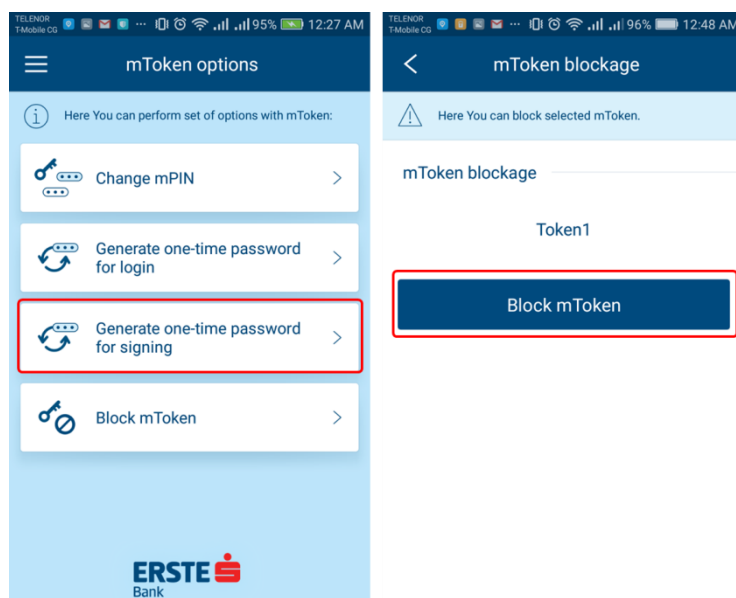 TELENOR
T-Mobile CG
95%
12:27 AM
mToken options
Here You can perform set of options with mToken:
Change mPIN
Generate one-time password
for login
Generate one-time password
for signing
Block mToken
ERSTE
Bank
TELENOR
T-Mobile CG
96%
12:48 AM
mToken blockage
Here You can block selected mToken.
mToken blockage
Token1
Block mToken